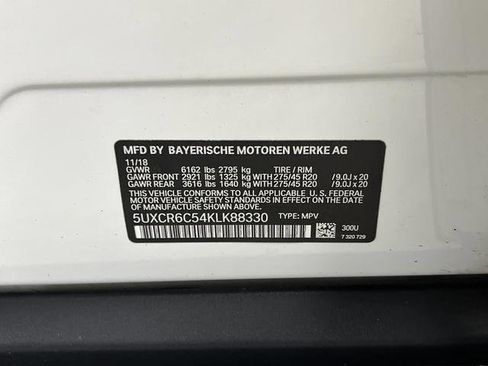 MFD BY BAYERISCHE MOTOREN WERKE AG
11/18
GVWR 6162 lbs 2795 kg TIRE / RIM
GAWR FRONT 2921 lbs 1325 kg WITH 275/45 R20 /9.0J x 20
GAWR REAR 3616 lbs 1640 kg WITH 275/45 R20 /9.0J x 20
THIS VEHICLE CONFORMS TO ALL APPLICABLE U.S. FEDERAL
MOTOR VEHICLE SAFETY STANDARDS IN EFFECT ON THE
DATE OF MANUFACTURE SHOWN ABOVE.
5UXCR6C54KLK88330 TYPE: MPV
300U
7 320 729